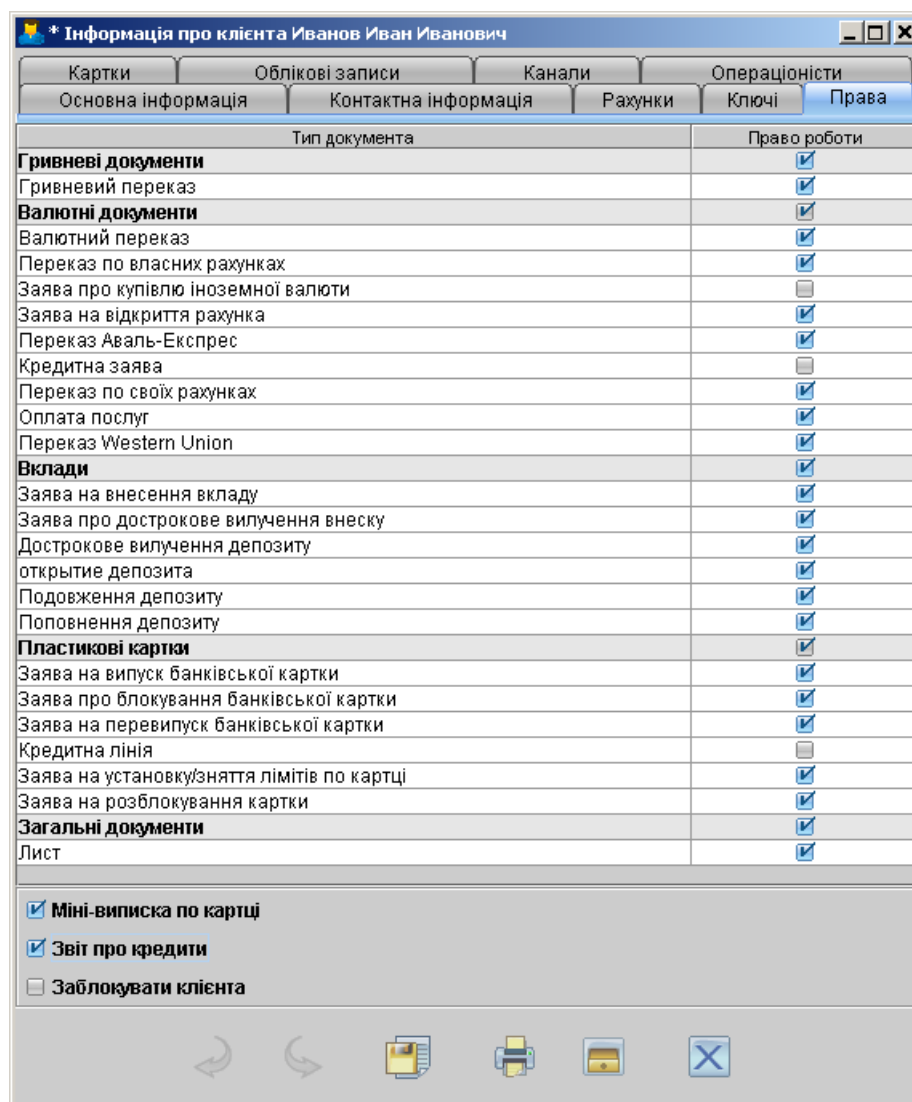 * Інформація про клієнта Иванов Иван Иванович
Картки Облікові записи Канали Операціоністи
Основна інформація Контактна інформація Рахунки Ключі Права
Тип документа Право роботи
Гривневі документи
Гривневий переказ
Валютні документи
Валютний переказ
Переказ по власних рахунках
Заява про купівлю іноземної валюти
Заява на відкриття рахунка
Переказ Аваль-Експрес
Кредитна заява
Переказ по своїх рахунках
Оплата послуг
Переказ Western Union
Вклади
Заява на внесення вкладу
Заява про дострокове вилучення внеску
Дострокове вилучення депозиту
открытие депозита
Подовження депозиту
Поповнення депозиту
Пластикові картки
Заява на випуск банківської картки
Заява про блокування банківської картки
Заява на перевипуск банківської картки
Кредитна лінія
Заява на установку/зняття лімітів по картці
Заява на розблокування картки
Загальні документи
Лист
Міні-виписка по картці
Звіт про кредити
Заблокувати клієнта